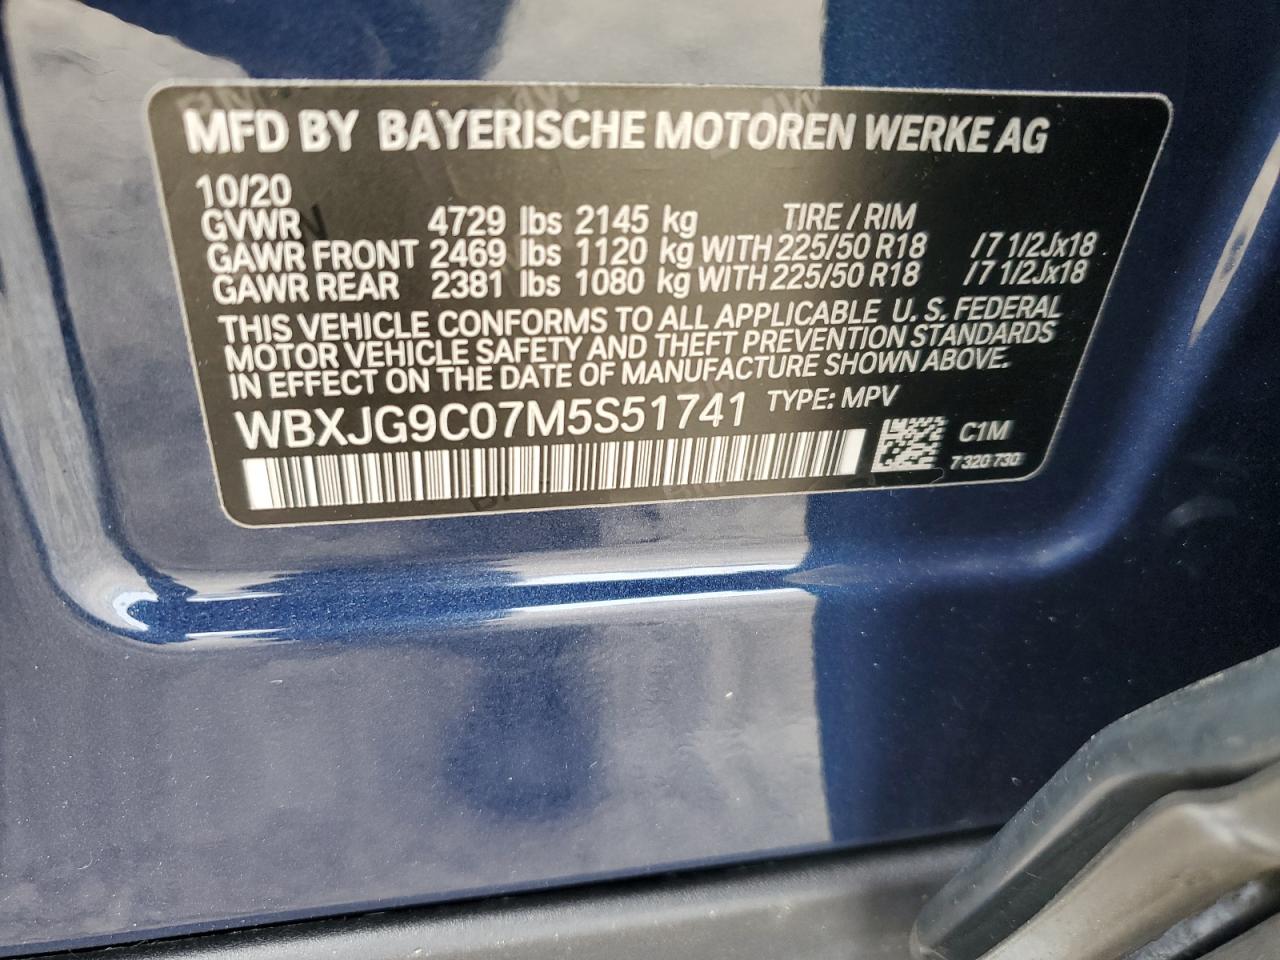 MFD BY BAYERISCHE MOTOREN WERKE AG
10/20
GVWR 4729 lbs 2145 kg TIRE / RIM
GAWR FRONT 2469 lbs 1120 kg WITH 225/50 R18 /7 1/2Jx18
GAWR REAR 2381 lbs 1080 kg WITH 225/50 R18 /7 1/2Jx18
THIS VEHICLE CONFORMS TO ALL APPLICABLE U. S. FEDERAL
MOTOR VEHICLE SAFETY AND THEFT PREVENTION STANDARDS
IN EFFECT ON THE DATE OF MANUFACTURE SHOWN ABOVE.
WBXJG9C07M5S51741 TYPE: MPV
C1M
7 320 730